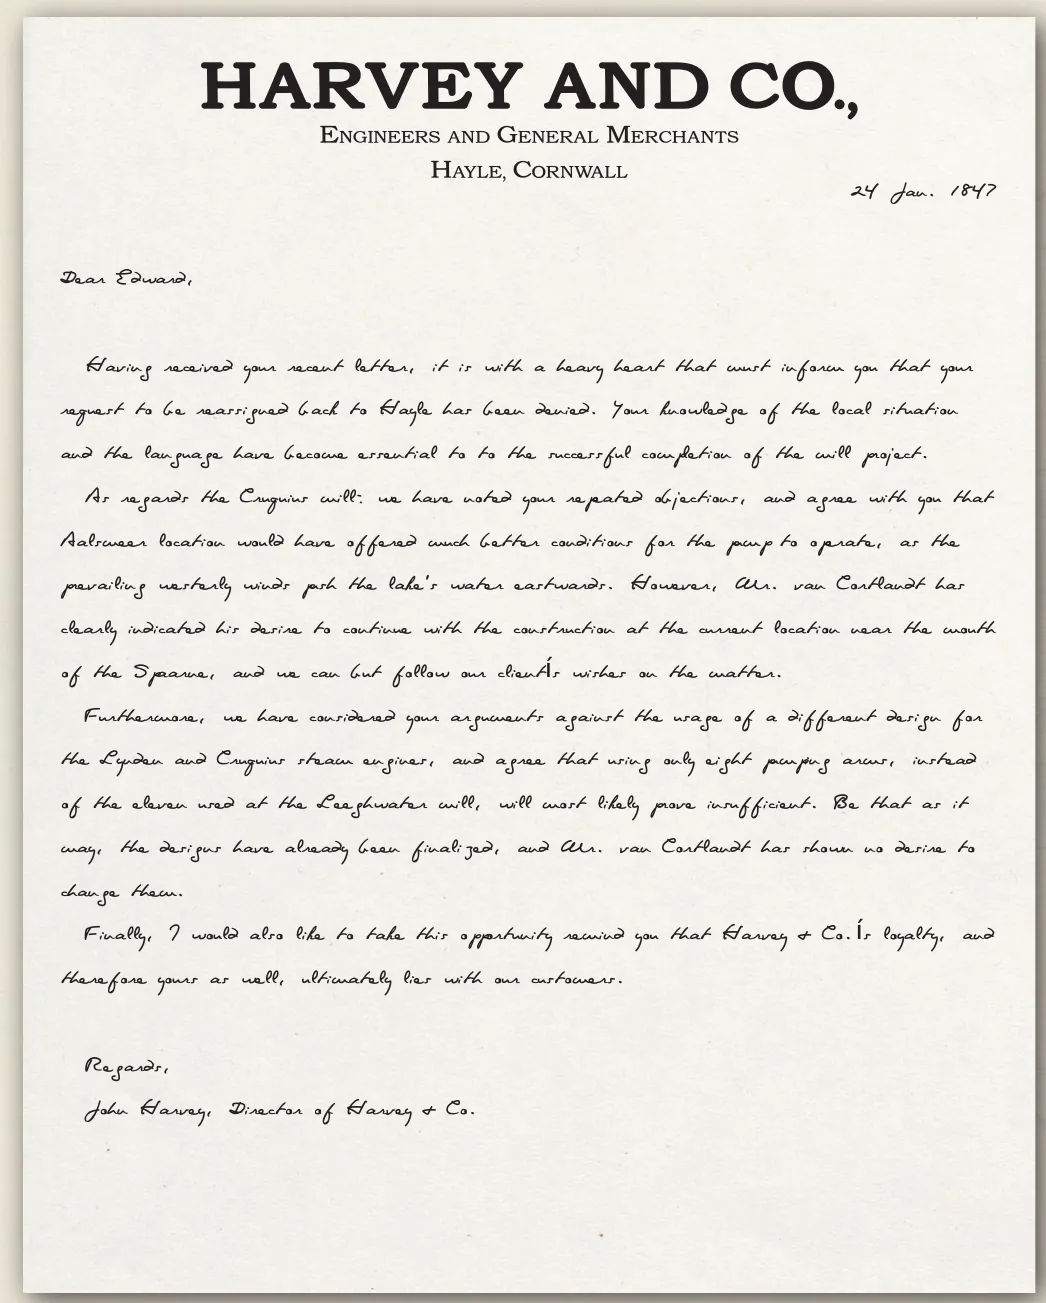 HARVEY AND CO.,
Engineers and General Merchants
Hayle, Cornwall
24 Jan. 1847
Dear Edward,
Having received your recent letter, it is with a heavy heart that must inform you that your
request to be reassigned back to Hayle has been denied. Your knowledge of the local situation
and the language have become essential to to the successful completion of the mill project.
As regards the Cruquius mill: we have noted your repeated objections, and agree with you that
Aalsmeer location would have offered much better conditions for the pump to operate, as the
prevailing westerly winds push the lake's water eastwards. However, Mr. van Cortlandt has
clearly indicated his desire to continue with the construction at the current location near the mouth
of the Spaarne, and we can but follow our clientÍs wishes on the matter.
Furthermore, we have considered your arguments against the usage of a different design for
the Lynden and Cruquius steam engines, and agree that using only eight pumping arms, instead
of the eleven used at the Leeghwater mill, will most likely prove insufficient. Be that as it
may, the designs have already been finalized, and Mr. van Cortlandt has shown no desire to
change them.
Finally, I would also like to take this opportunity remind you that Harvey & Co.Ís loyalty, and
therefore yours as well, ultimately lies with our customers.
Regards,
John Harvey, Director of Harvey & Co.